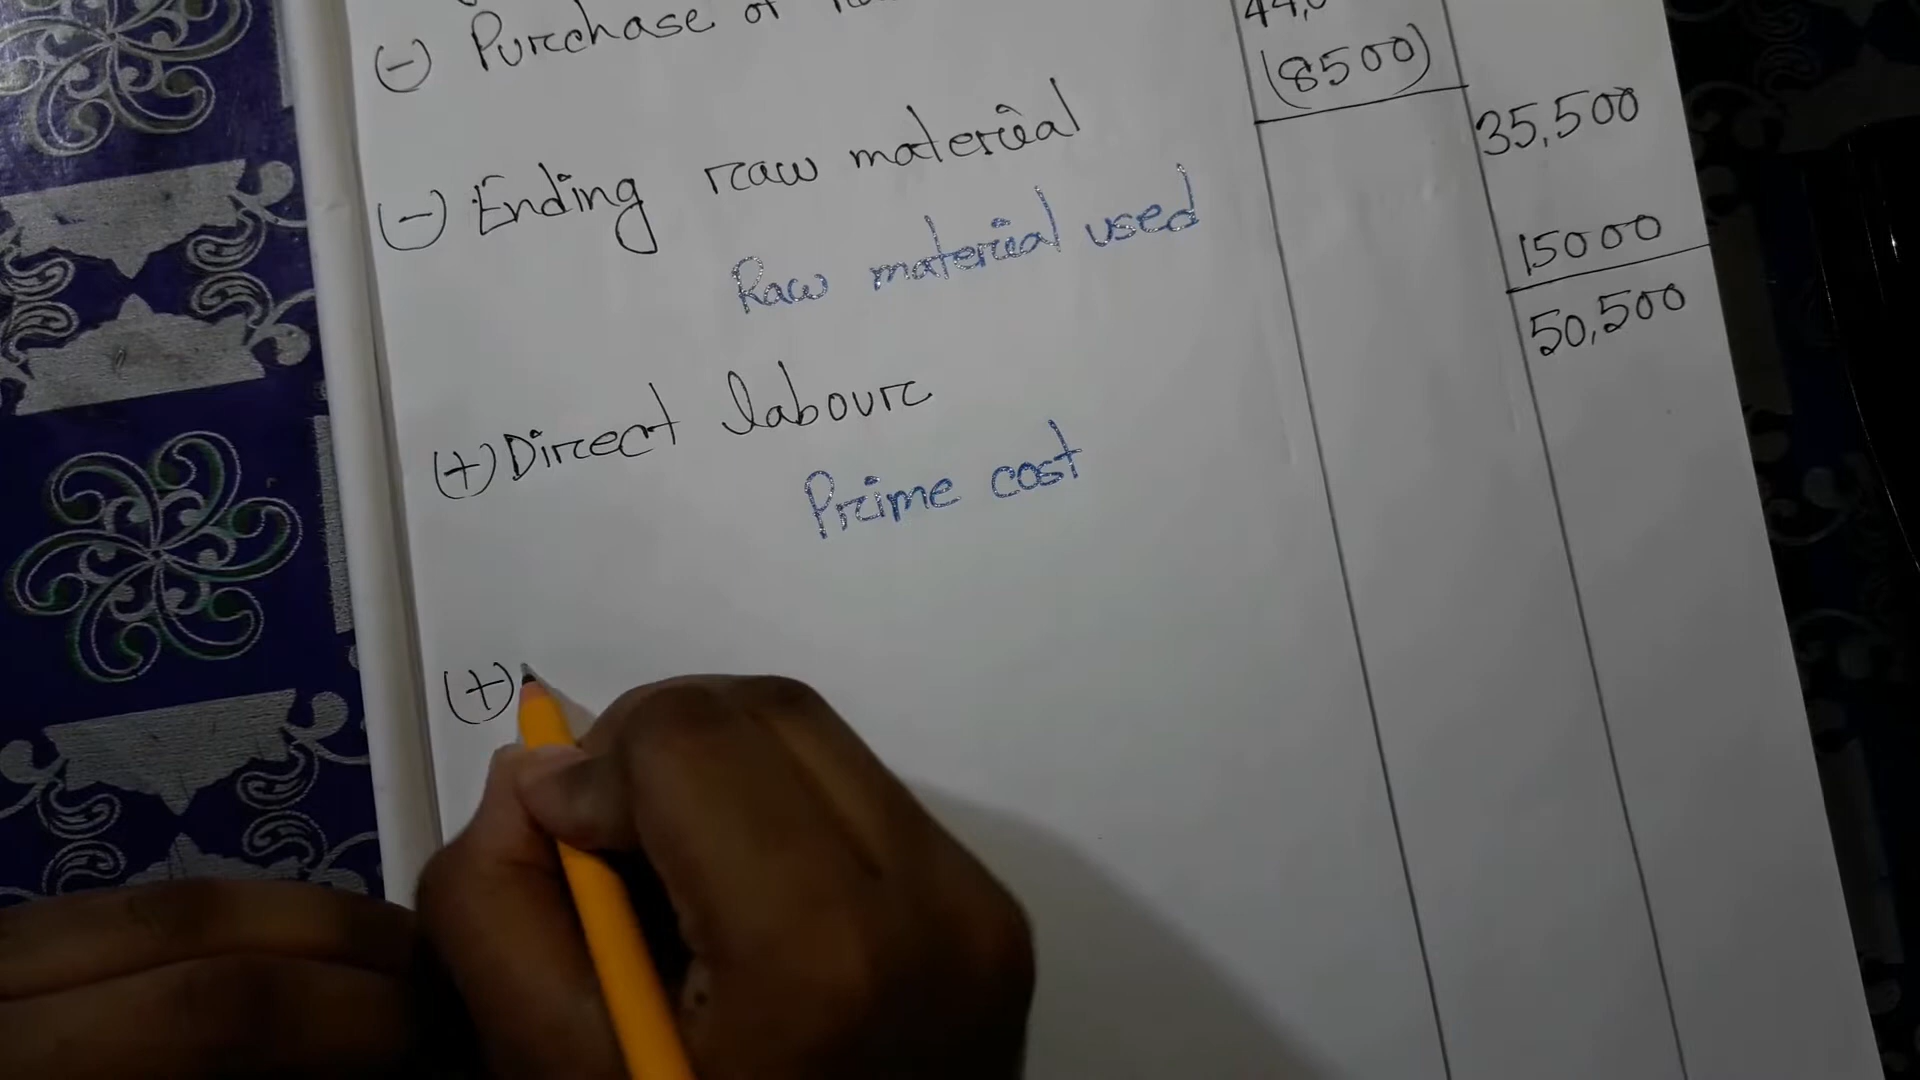 (-) Purchase of
(8500)
(-) Ending raw material
35,500
Raw material used
15000
50,500
(+) Direct labour
Prime cost
(+)